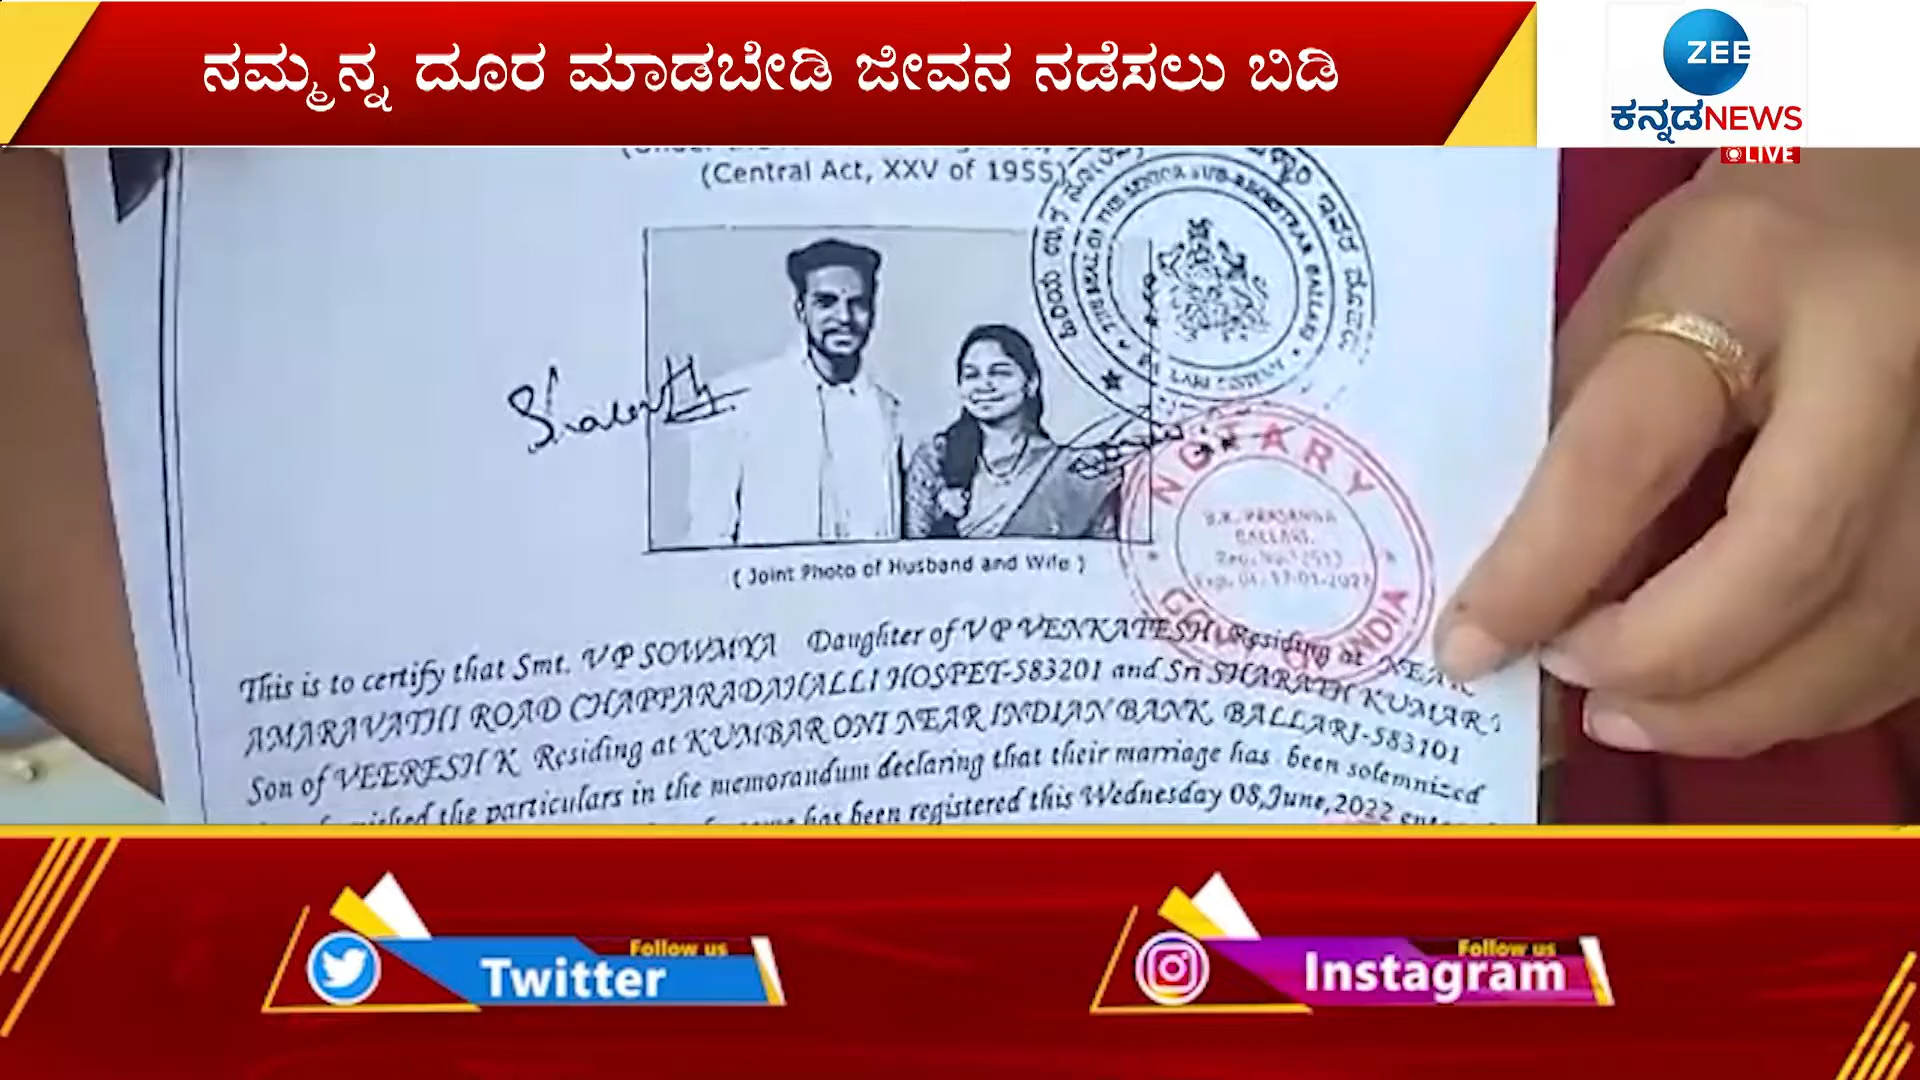 ನಮ್ಮನ್ನ ದೂರ ಮಾಡಬೇಡಿ ಜೀವನ ನಡೆಸಲು ಬಿಡಿ
ZEE
ಕನ್ನಡNEWS
LIVE
(Central Act, XXV of 1955)
NOTARY
BALLARI.
( Joint Photo of Husband and Wife )
This is to certify that Smt. V P SOWMYA Daughter of V P VENKATESH Residing at NEAR
AMARAVATHI ROAD CHAPPARADAHALLI HOSPET-583201 and Sri SHARATH KUMAR
Son of VEERESH K Residing at KUMBAR ONI NEAR INDIAN BANK, BALLARI-583101
the particulars in the memorandum declaring that their marriage has been solemnized
has been registered this Wednesday 08,June,2022
Follow us
Twitter
Follow us
Instagram